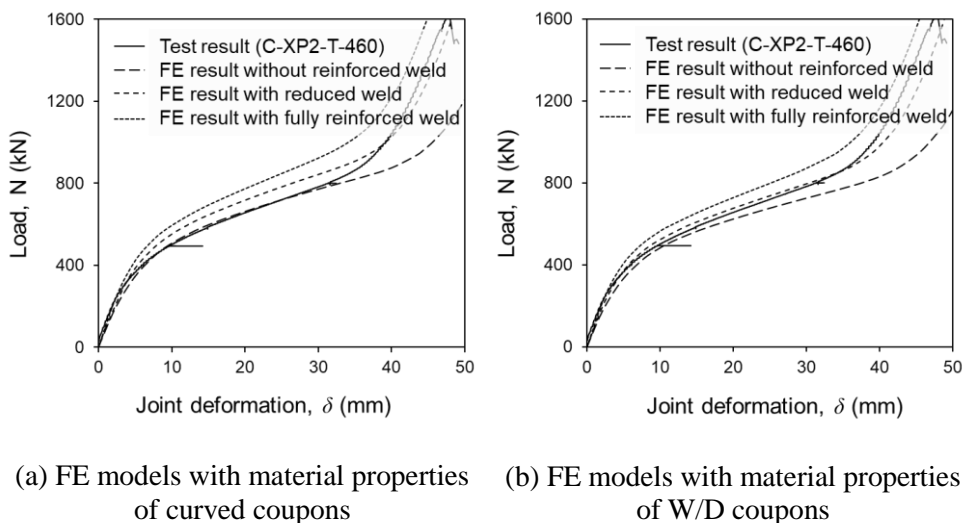 1600
1200
800
400
0
Load, N (kN)
Test result (C-XP2-T-460)
FE result without reinforced weld
FE result with reduced weld
FE result with fully reinforced weld
0 10 20 30 40 50
Joint deformation, δ (mm)
(a) FE models with material properties
of curved coupons
1600
1200
800
400
0
Load, N (kN)
Test result (C-XP2-T-460)
FE result without reinforced weld
FE result with reduced weld
FE result with fully reinforced weld
0 10 20 30 40 50
Joint deformation, δ (mm)
(b) FE models with material properties
of W/D coupons